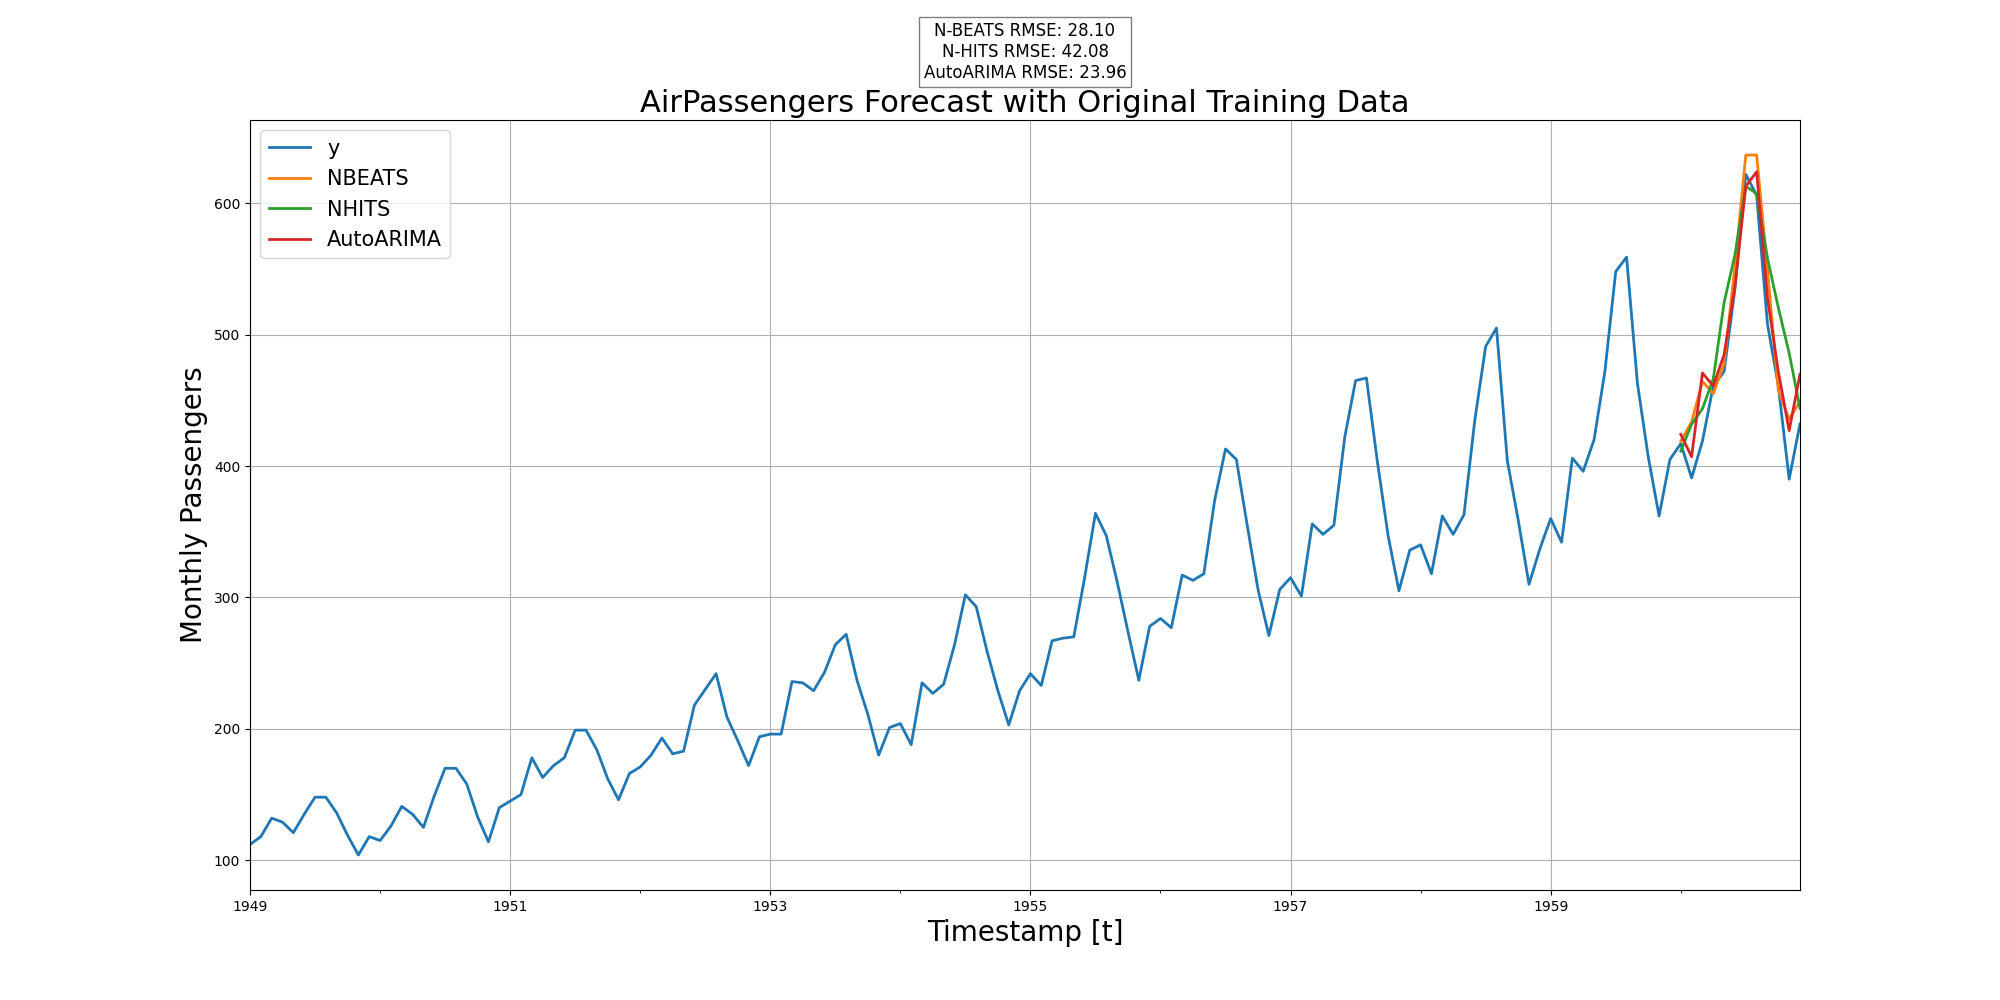 N-BEATS RMSE: 28.10
N-HITS RMSE: 42.08
AutoARIMA RMSE: 23.96
AirPassengers Forecast with Original Training Data
y
NBEATS
NHITS
AutoARIMA
Monthly Passengers
600
500
400
300
200
100
1949 1951 1953 1955 1957 1959
Timestamp [t]